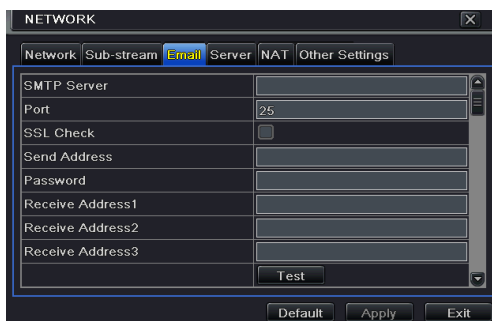 NETWORK
Network Sub-stream Email Server NAT Other Settings
SMTP Server
Port 25
SSL Check
Send Address
Password
Receive Address1
Receive Address2
Receive Address3
Test
Default Apply Exit